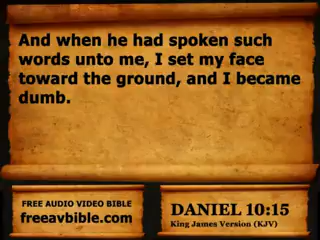 And when he had spoken such
words unto me, I set my face
toward the ground, and I became
dumb.
FREE AUDIO VIDEO BIBLE
freeavbible.com
DANIEL 10:15
King James Version (KJV)